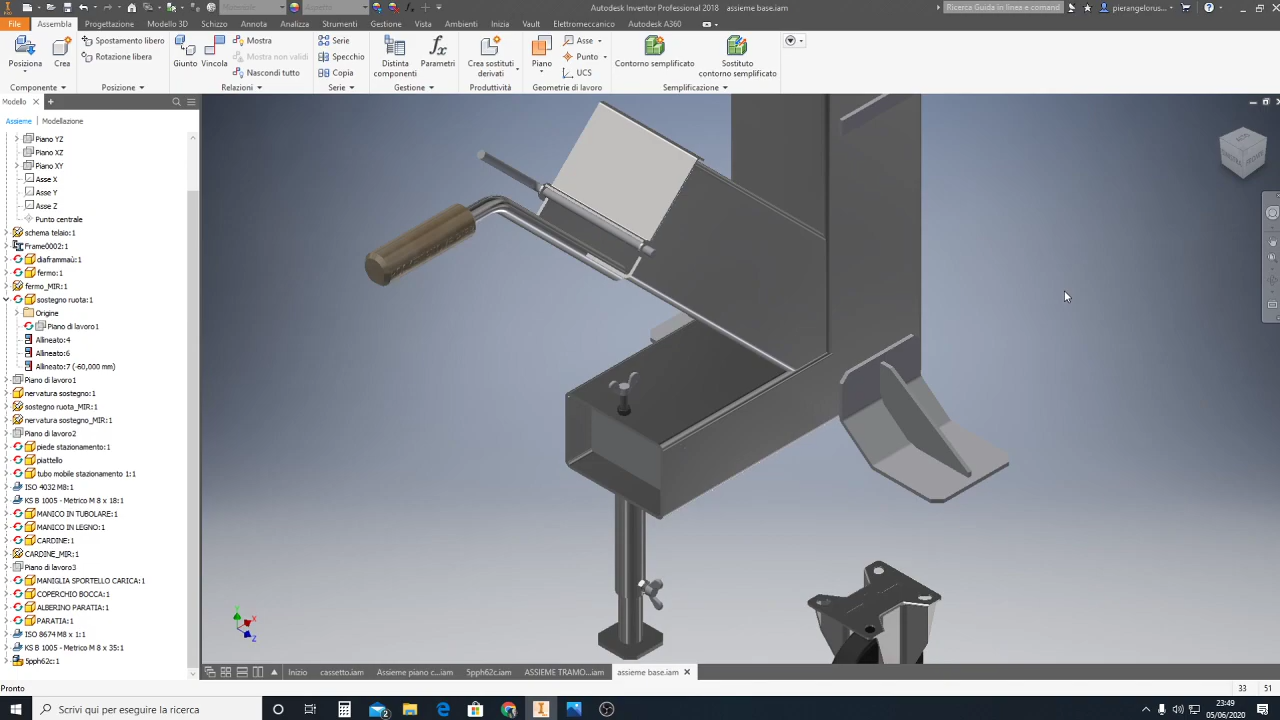 Materiale
Aspetto
Autodesk Inventor Professional 2018 assieme base.iam
Ricerca Guida in linea e comand
pierangelorus...
File Assembla Progettazione Modello 3D Schizzo Annota Analizza Strumenti Gestisci Vista Ambienti Inizia Vault Elettromeccanico Autodesk A360
Posiziona Crea
Spostamento libero
Rotazione libera
Giunto Vincola
Mostra
Mostra non validi
Nascondi tutto
Serie
Specchio
Copia
Distinta componenti
Parametri
Crea sostituti derivati
Piano
Asse
Punto
UCS
Contorno semplificato
Sostituto contorno semplificato
Componente Posizione Relazioni Serie Gestione Produttività Geometrie di lavoro Semplificazione
Modello
Assieme Modellazione
Piano YZ
Piano XZ
Piano XY
Asse X
Asse Y
Asse Z
Punto centrale
schema telaio:1
Frame0002:1
diaframmaù:1
fermo:1
fermo_MIR:1
sostegno ruota:1
Origine
Piano di lavoro1
Allineato:4
Allineato:6
Allineato:7 (-60,000 mm)
Piano di lavoro1
nervatura sostegno:1
sostegno ruota_MIR:1
nervatura sostegno_MIR:1
Piano di lavoro2
piede stazionamento:1
piattello
tubo mobile stazionamento 1:1
ISO 4032 M8:1
KS B 1005 - Metrico M 8 x 18:1
MANICO IN TUBOLARE:1
MANICO IN LEGNO:1
CARDINE:1
CARDINE_MIR:1
Piano di lavoro3
MANIGLIA SPORTELLO CARICA:1
COPERCHIO BOCCA:1
ALBERINO PARATIA:1
PARATIA:1
ISO 8674 M8 x 1:1
KS B 1005 - Metrico M 8 x 35:1
5pph62c:1
X
Z
Inizio cassetto.iam Assieme piano c...iam 5pph62c.iam ASSIEME TRAMO...iam assieme base.iam
Pronto
33 51
Scrivi qui per eseguire la ricerca
23:49
05/06/2020